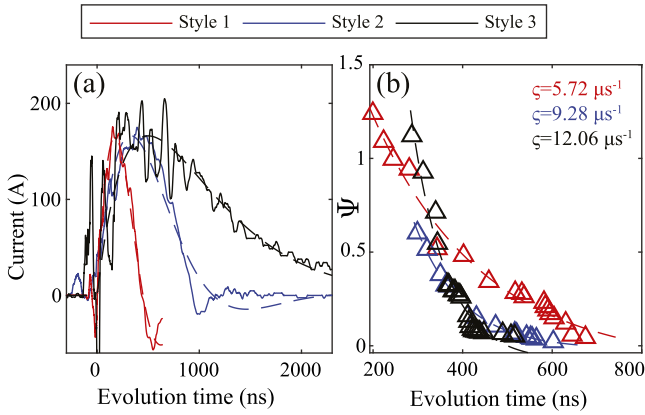 Style 1 Style 2 Style 3
(a)
Current (A)
200
100
0
0 1000 2000
Evolution time (ns)
(b)
Ψ
1.5
1
0.5
0
ς=5.72 μs⁻¹
ς=9.28 μs⁻¹
ς=12.06 μs⁻¹
200 400 600 800
Evolution time (ns)